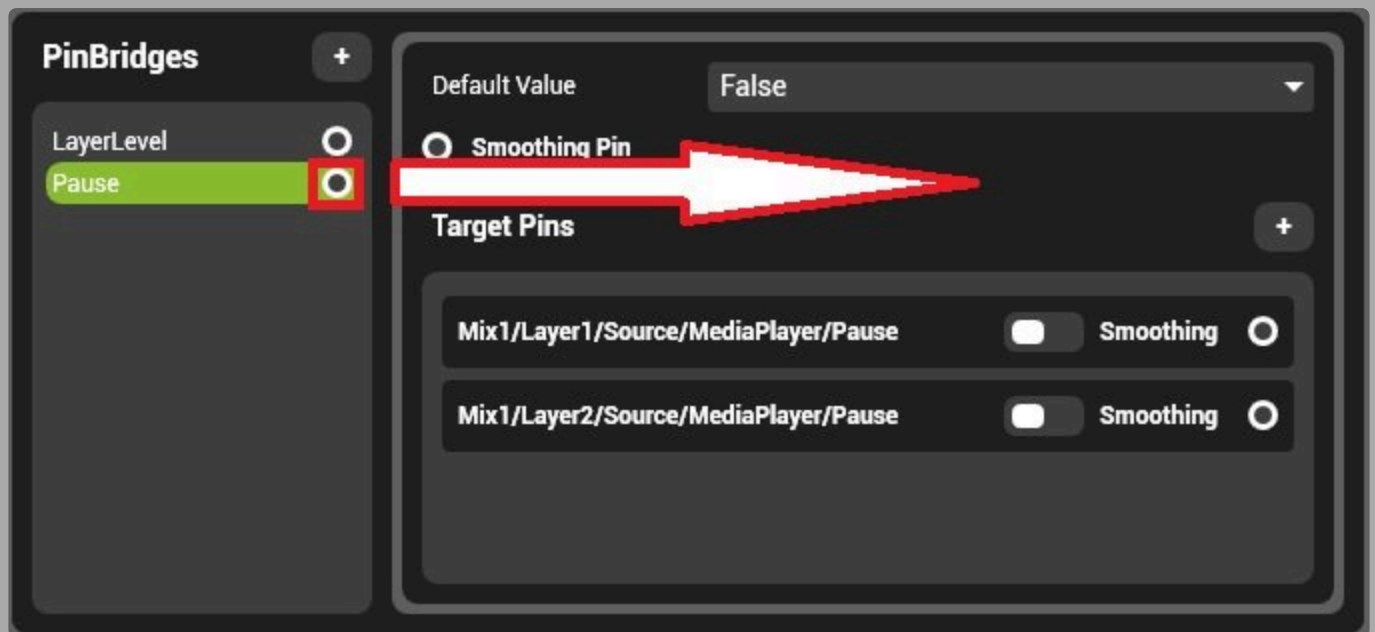 PinBridges +
Default Value False
LayerLevel
Smoothing Pin
Pause
Target Pins +
Mix1/Layer1/Source/MediaPlayer/Pause Smoothing
Mix1/Layer2/Source/MediaPlayer/Pause Smoothing